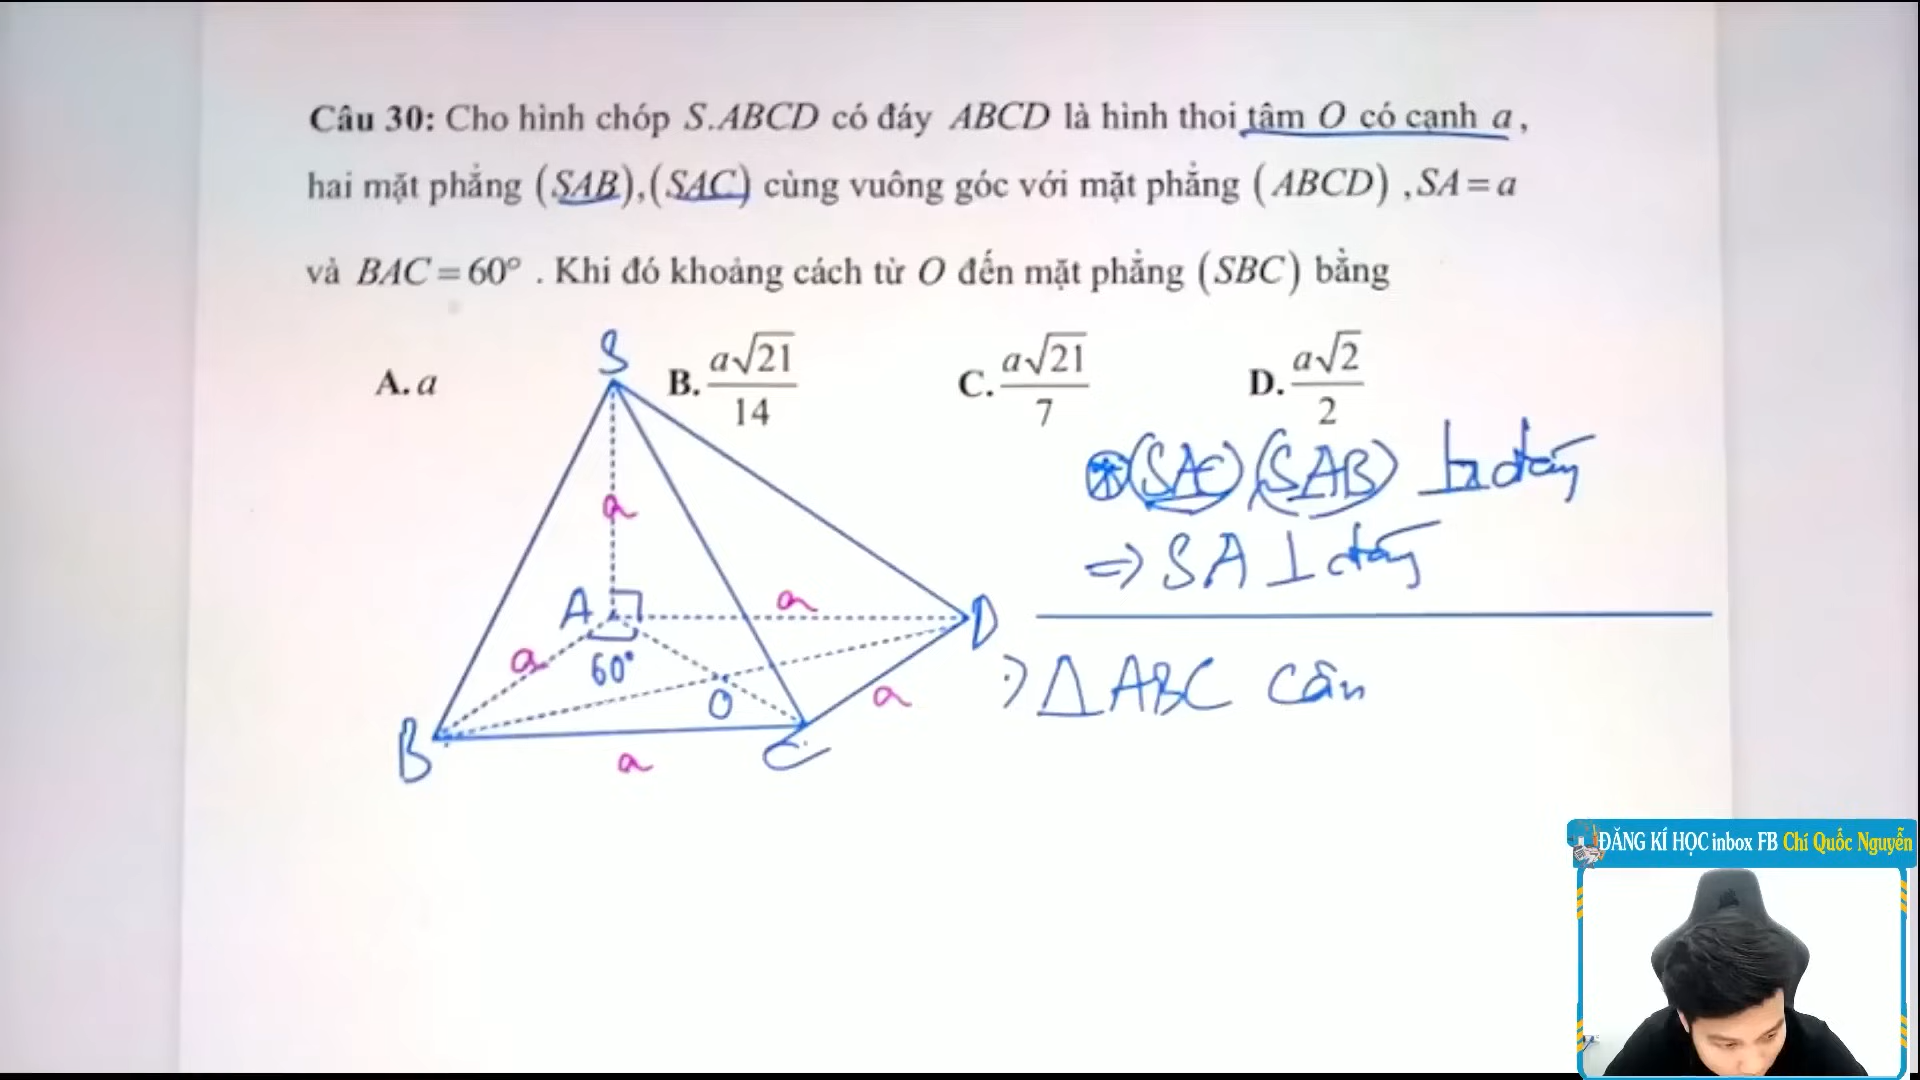 Câu 30: Cho hình chóp S.ABCD có đáy ABCD là hình thoi tâm O có cạnh a,
hai mặt phẳng (SAB),(SAC) cùng vuông góc với mặt phẳng (ABCD) ,SA = a
và BAC = 60° . Khi đó khoảng cách từ O đến mặt phẳng (SBC) bằng
A. a B. a√21/14 C. a√21/7 D. a√2/2
S
a
A
a
D
a
60°
O
a
B
a
C
(SAC) (SAB) ⊥ đáy
⇒ SA ⊥ đáy
Δ ABC cân
ĐĂNG KÍ HỌC inbox FB Chí Quốc Nguyễn